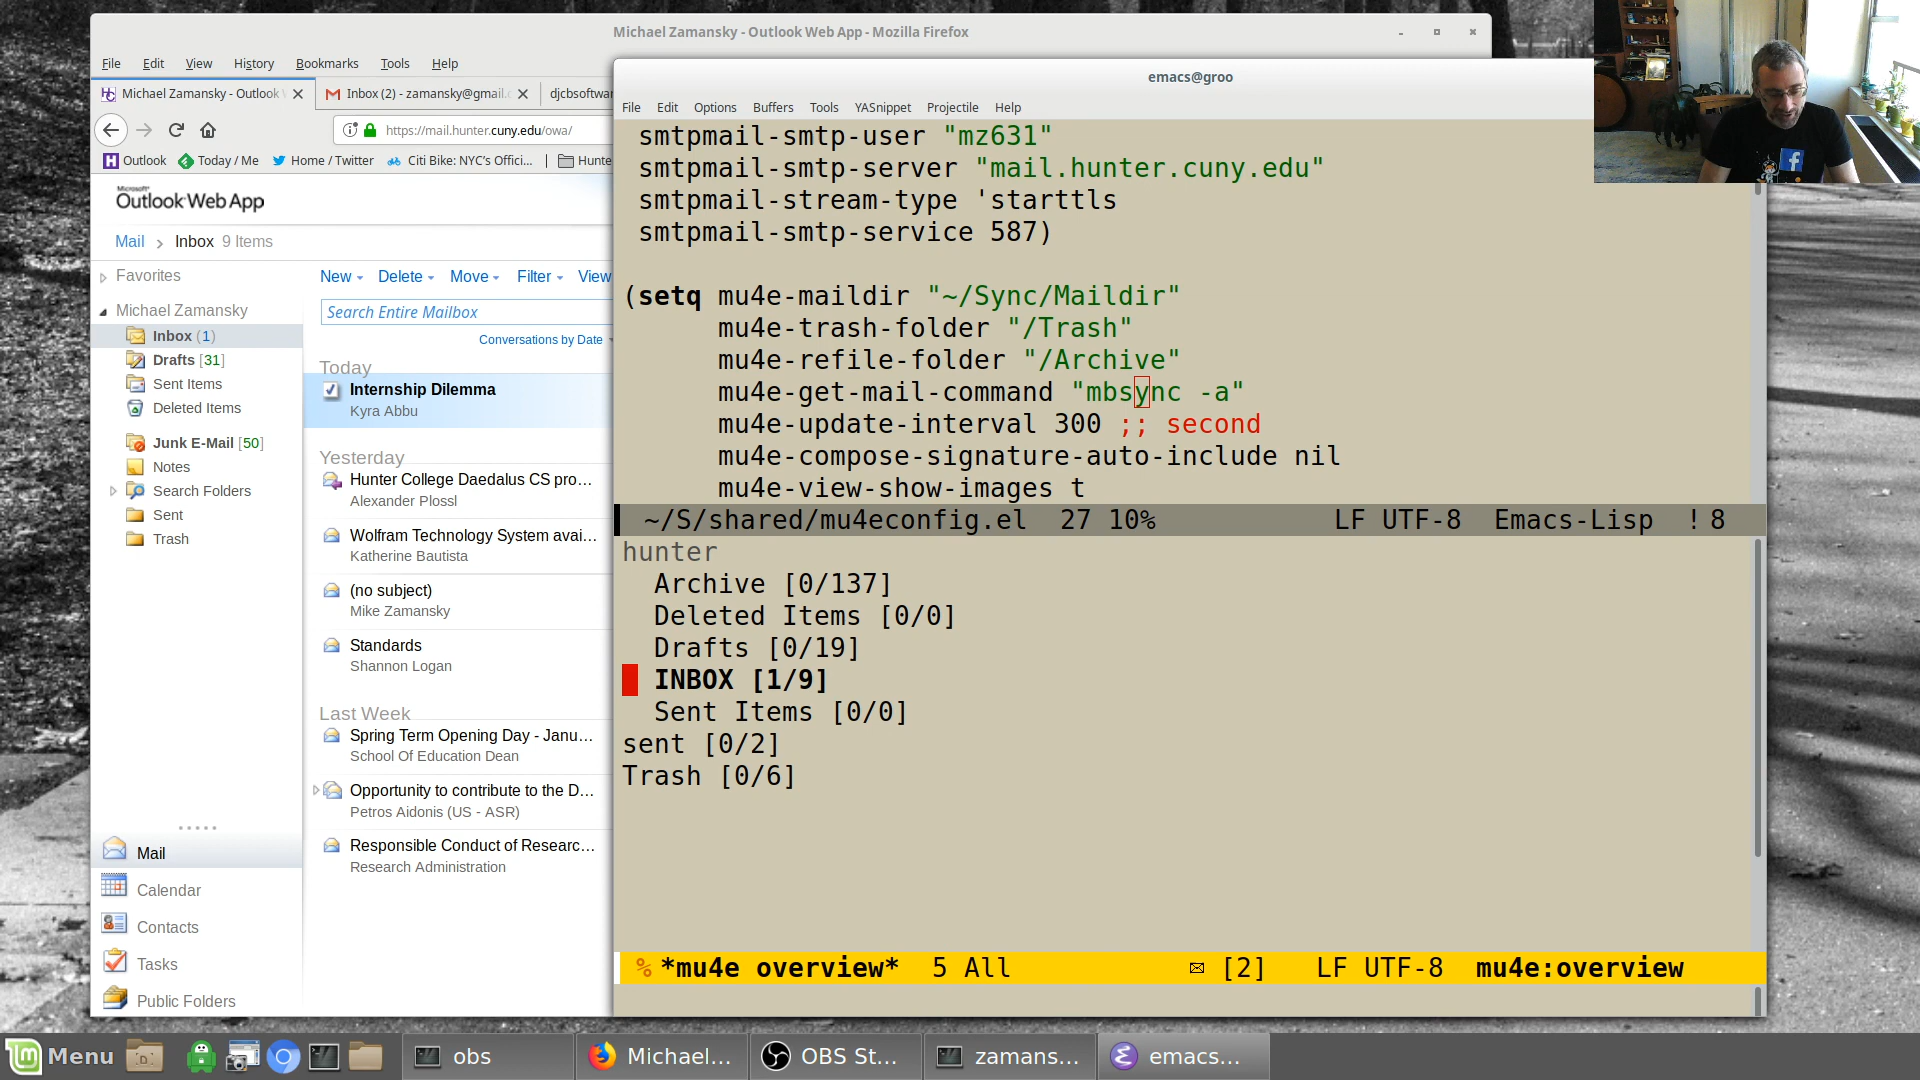 Michael Zamansky - Outlook Web App - Mozilla Firefox
File Edit View History Bookmarks Tools Help
Michael Zamansky - Outlook
Inbox (2) - zamansky@gmail.
djcbsoftwar
https://mail.hunter.cuny.edu/owa/
Outlook
Today / Me
Home / Twitter
Citi Bike: NYC's Offici...
Hunte
Microsoft
Outlook Web App
Mail > Inbox 9 Items
Favorites
Michael Zamansky
Inbox (1)
Drafts [31]
Sent Items
Deleted Items
Junk E-Mail [50]
Notes
Search Folders
Sent
Trash
Mail
Calendar
Contacts
Tasks
Public Folders
New Delete Move Filter View
Search Entire Mailbox
Conversations by Date
Today
Internship Dilemma
Kyra Abbu
Yesterday
Hunter College Daedalus CS pro...
Alexander Plossl
Wolfram Technology System avai...
Katherine Bautista
(no subject)
Mike Zamansky
Standards
Shannon Logan
Last Week
Spring Term Opening Day - Janu...
School Of Education Dean
Opportunity to contribute to the D...
Petros Aidonis (US - ASR)
Responsible Conduct of Researc...
Research Administration
emacs@groo
File Edit Options Buffers Tools YASnippet Projectile Help
smtpmail-smtp-user "mz631"
smtpmail-smtp-server "mail.hunter.cuny.edu"
smtpmail-stream-type 'starttls
smtpmail-smtp-service 587)
(setq mu4e-maildir "~/Sync/Maildir"
mu4e-trash-folder "/Trash"
mu4e-refile-folder "/Archive"
mu4e-get-mail-command "mbsync -a"
mu4e-update-interval 300 ;; second
mu4e-compose-signature-auto-include nil
mu4e-view-show-images t
~/S/shared/mu4econfig.el 27 10% LF UTF-8 Emacs-Lisp !8
hunter
Archive [0/137]
Deleted Items [0/0]
Drafts [0/19]
INBOX [1/9]
Sent Items [0/0]
sent [0/2]
Trash [0/6]
% *mu4e overview* 5 All [2] LF UTF-8 mu4e:overview
Menu
obs
Michael...
OBS St...
zamans...
emacs...